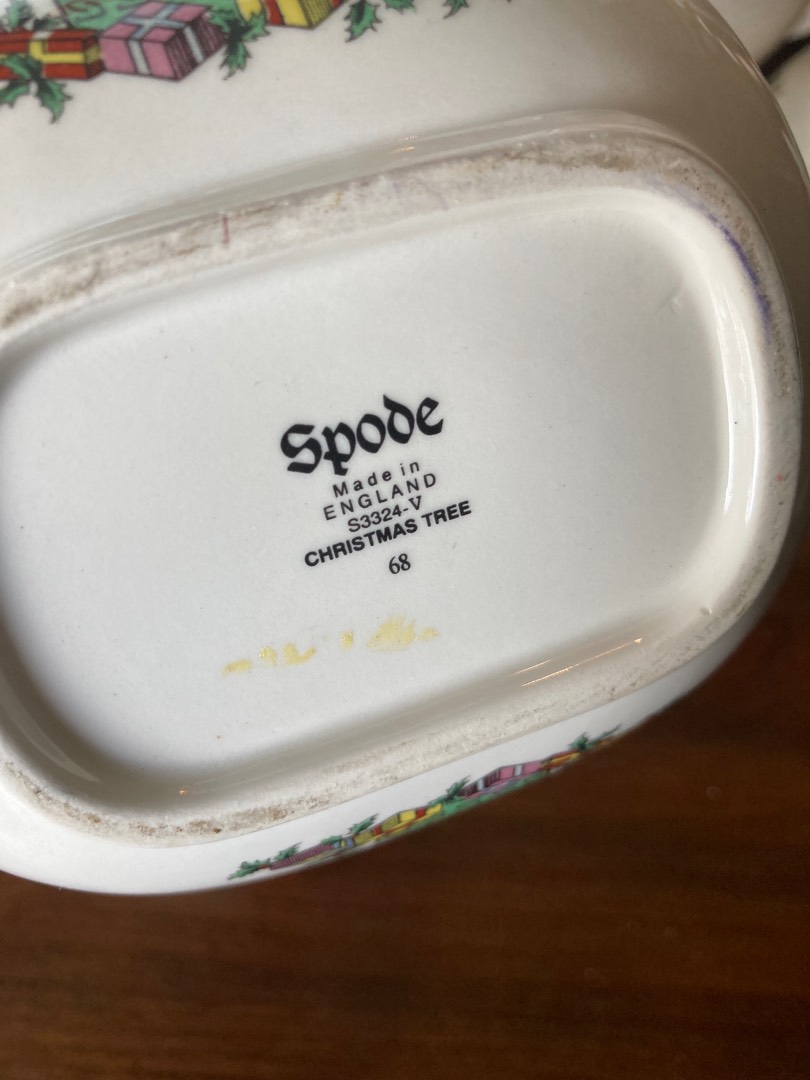 Spode
Made in
ENGLAND
S3324-V
CHRISTMAS TREE
68